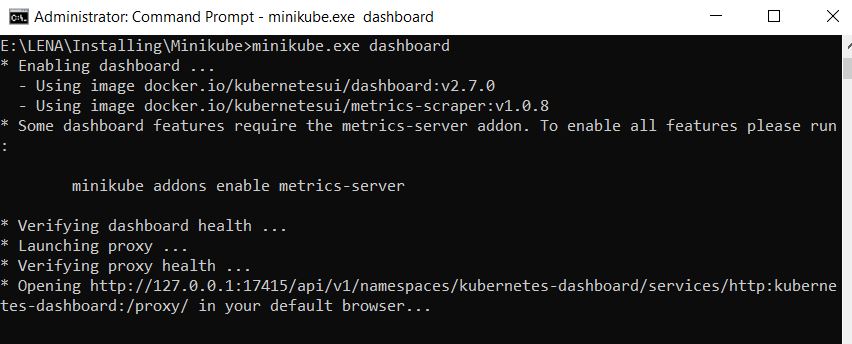 Administrator: Command Prompt - minikube.exe  dashboard
E:\LENA\Installing\Minikube>minikube.exe dashboard
* Enabling dashboard ...
  - Using image docker.io/kubernetesui/dashboard:v2.7.0
  - Using image docker.io/kubernetesui/metrics-scraper:v1.0.8
* Some dashboard features require the metrics-server addon. To enable all features please run
:
        minikube addons enable metrics-server
* Verifying dashboard health ...
* Launching proxy ...
* Verifying proxy health ...
* Opening http://127.0.0.1:17415/api/v1/namespaces/kubernetes-dashboard/services/http:kuberne
tes-dashboard:/proxy/ in your default browser...